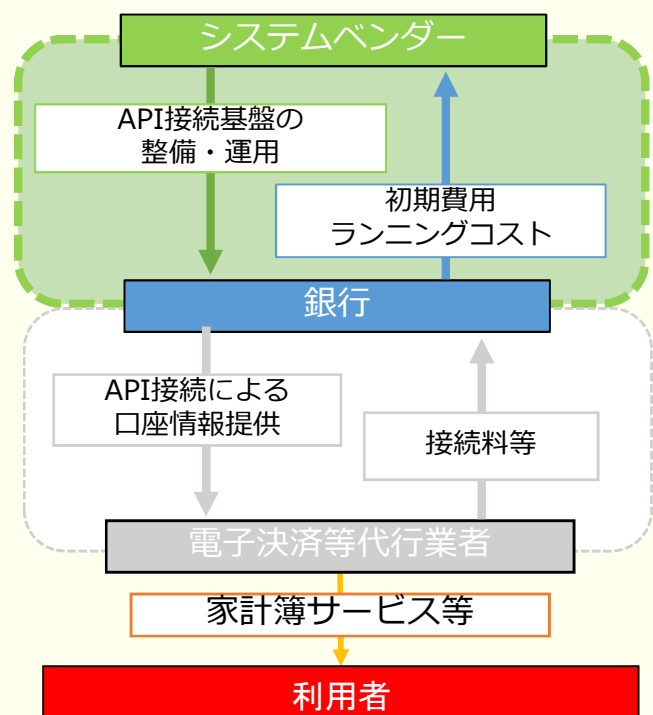 システムベンダー
API接続基盤の
整備・運用
初期費用
ランニングコスト
銀行
API接続による
口座情報提供
接続料等
電子決済等代行業者
家計簿サービス等
利用者